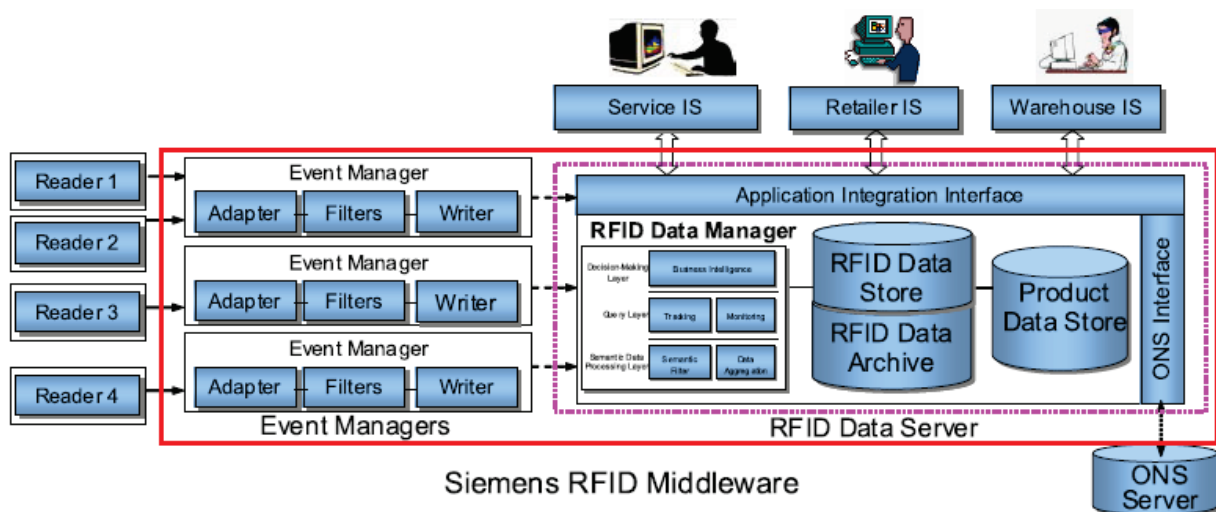 Service IS
Retailer IS
Warehouse IS
Reader 1
Reader 2
Reader 3
Reader 4
Event Manager
Adapter
Filters
Writer
Event Manager
Adapter
Filters
Writer
Event Manager
Adapter
Filters
Writer
Event Managers
Application Integration Interface
RFID Data Manager
Decision-Making
Layer
Business Intelligence
Query Layer
Tracking
Monitoring
Semantic Data
Processing Layer
Semantic
Filter
Data
Aggregation
RFID Data
Store
RFID Data
Archive
Product
Data Store
ONS Interface
RFID Data Server
ONS
Server
Siemens RFID Middleware